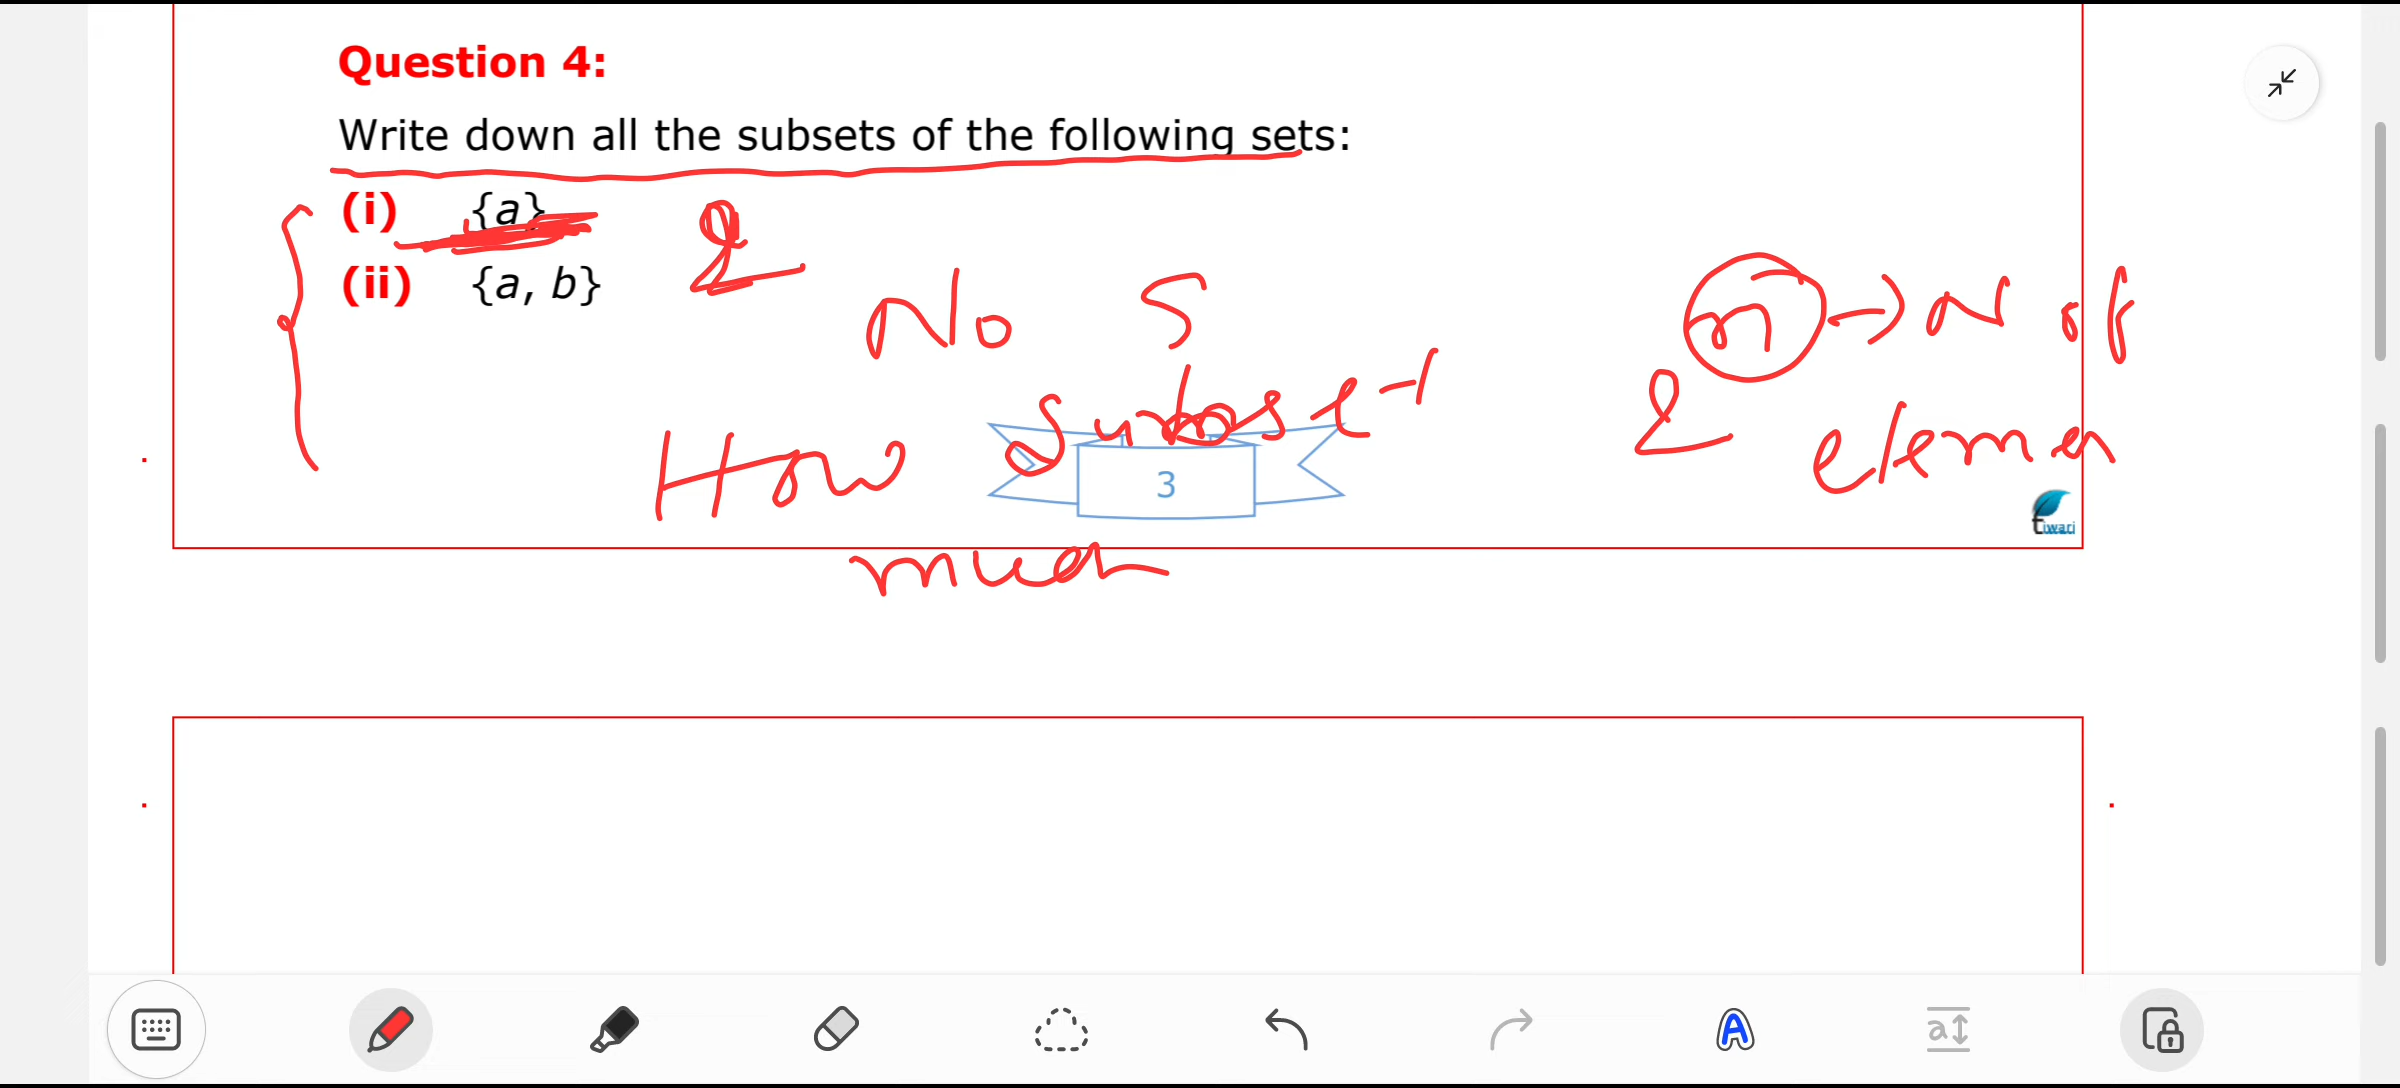 Question 4:
Write down all the subsets of the following sets:
(i) {a}
(ii) {a, b}
2
No S
n → N of
Subset
2 elemen
How
3
much
tiwari